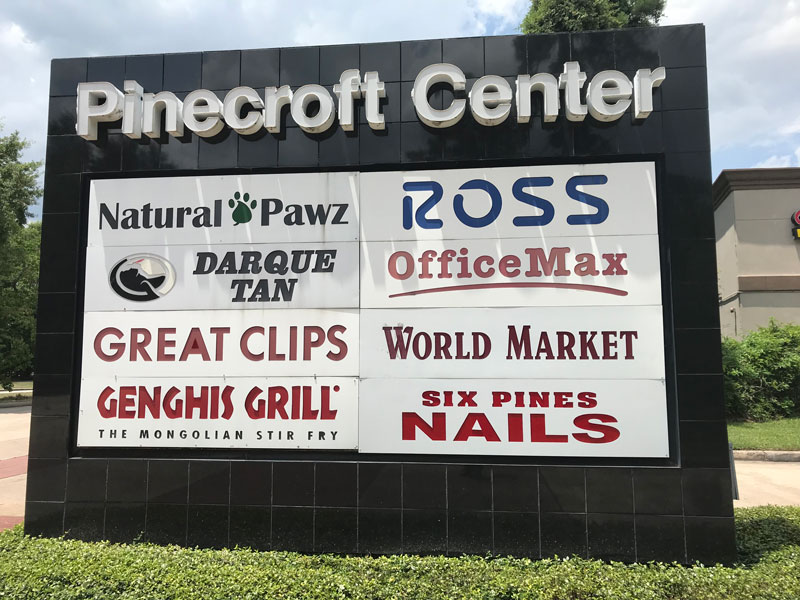 Pinecroft Center
Natural Pawz
ROSS
DARQUE
TAN
OfficeMax
GREAT CLIPS
WORLD MARKET
GENGHIS GRILL
THE MONGOLIAN STIR FRY
SIX PINES
NAILS